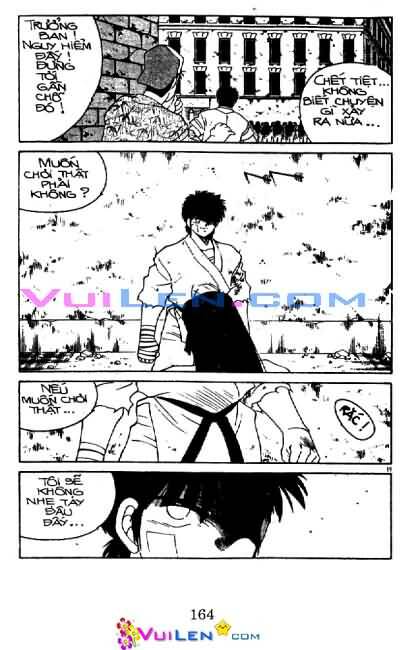 TRƯỞNG
BAN!
NGUY HIỂM
ĐẤY! ĐỪNG
TỚI
GẦN
CHỖ
ĐÓ!
CHẾT TIỆT...
KHÔNG
BIẾT CHUYỆN
GÌ XẢY
RA NỮA...
MUỐN
CHƠI THẬT
PHẢI
KHÔNG?
VUILEN.COM
NẾU
MUỐN CHƠI
THẬT...
RẮC!
TÔI SẼ
KHÔNG
NHẸ TAY
ĐÂU
ĐẤY...
164
VUILEN.COM